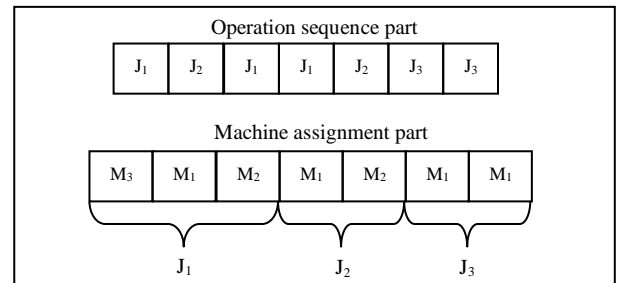 Operation sequence part
J₁ J₂ J₁ J₁ J₂ J₃ J₃
Machine assignment part
M₃ M₁ M₂ M₁ M₂ M₁ M₁
J₁ J₂ J₃